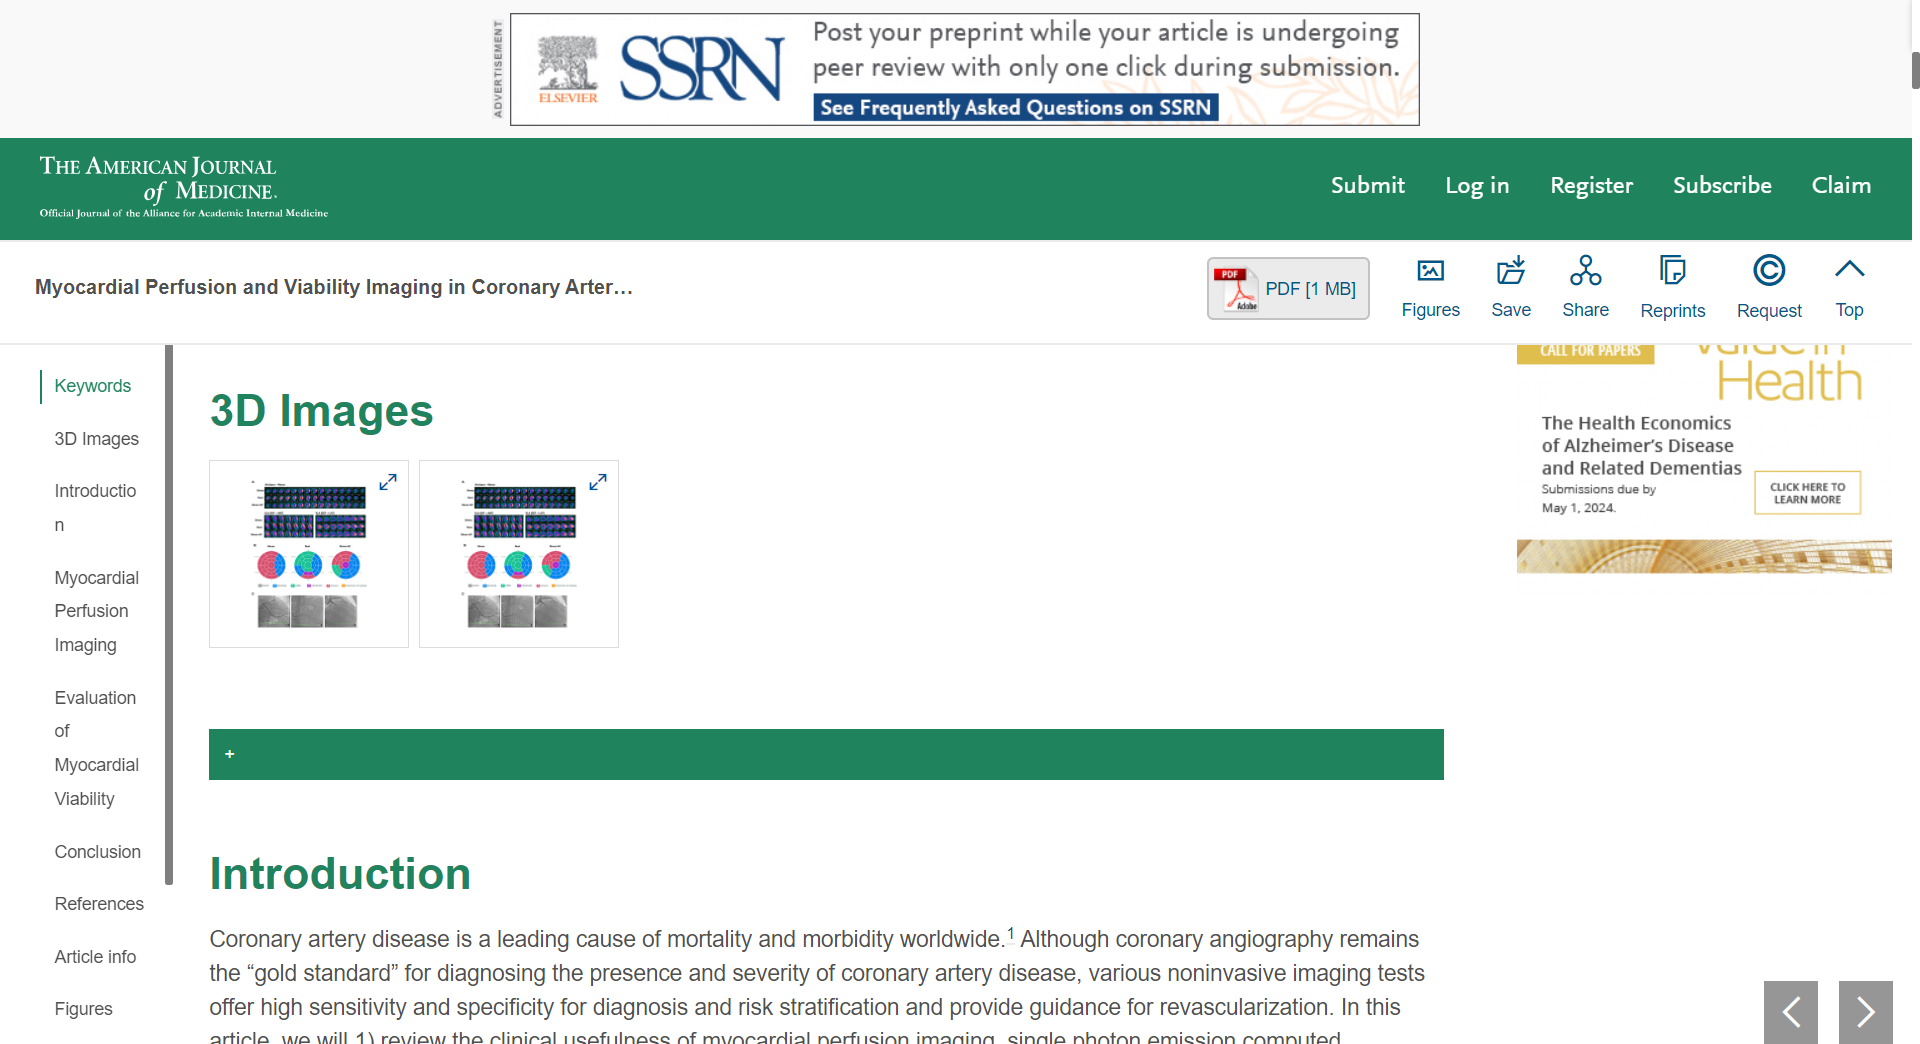 ADVERTISEMENT
ELSEVIER
SSRN
Post your preprint while your article is undergoing
peer review with only one click during submission.
See Frequently Asked Questions on SSRN
THE AMERICAN JOURNAL
of MEDICINE.
Official Journal of the Alliance for Academic Internal Medicine
Submit
Log in
Register
Subscribe
Claim
Myocardial Perfusion and Viability Imaging in Coronary Arter…
PDF
Adobe
PDF [1 MB]
Figures
Save
Share
Reprints
Request
Top
Keywords
3D Images
Introductio
n
Myocardial
Perfusion
Imaging
Evaluation
of
Myocardial
Viability
Conclusion
References
Article info
Figures
3D Images
+
Introduction
Coronary artery disease is a leading cause of mortality and morbidity worldwide.1 Although coronary angiography remains
the “gold standard” for diagnosing the presence and severity of coronary artery disease, various noninvasive imaging tests
offer high sensitivity and specificity for diagnosis and risk stratification and provide guidance for revascularization. In this
article, we will 1) review the clinical usefulness of myocardial perfusion imaging, single photon emission computed
CALL FOR PAPERS
Value in
Health
The Health Economics
of Alzheimer’s Disease
and Related Dementias
Submissions due by
May 1, 2024.
CLICK HERE TO
LEARN MORE